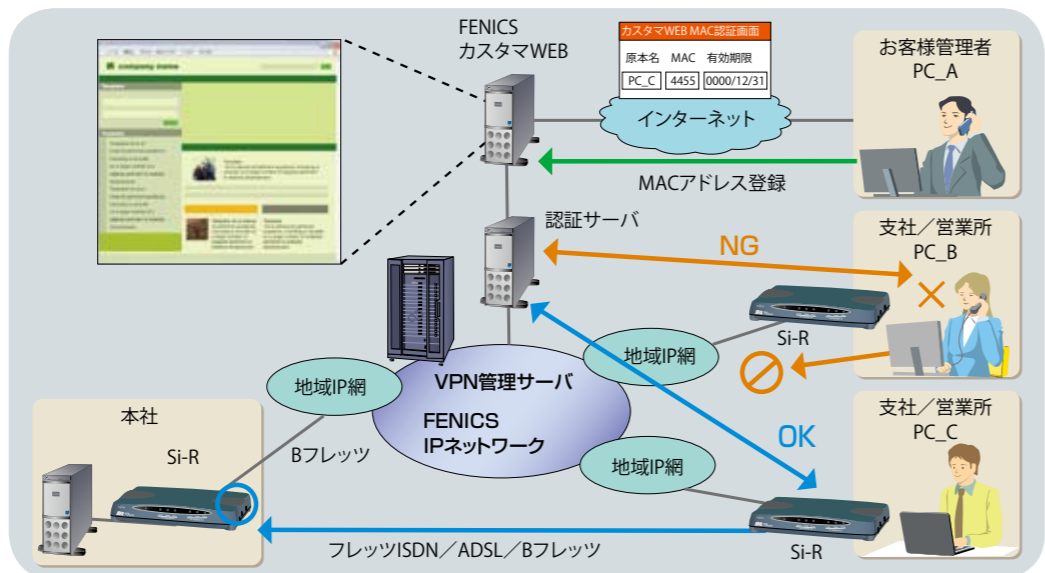 FENICS
カスタマWEB
カスタマWEB MAC認証画面
原本名 MAC 有効期限
PC_C 4455 0000/12/31
インターネット
お客様管理者
PC_A
MACアドレス登録
company name
認証サーバ
NG
支社／営業所
PC_B
Si-R
地域IP網
地域IP網
VPN管理サーバ
FENICS
IPネットワーク
本社
Si-R
Bフレッツ
OK
支社／営業所
PC_C
地域IP網
フレッツISDN／ADSL／Bフレッツ
Si-R